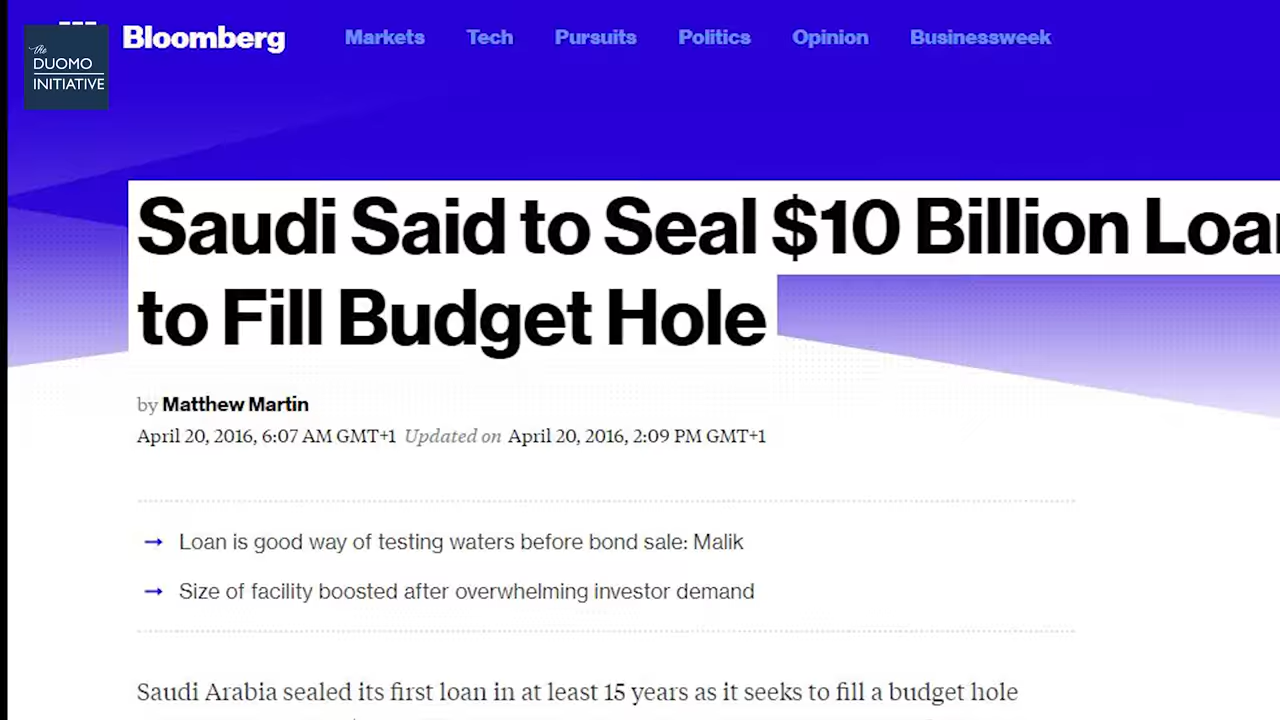 The
DUOMO
INITIATIVE
Bloomberg
Markets Tech Pursuits Politics Opinion Businessweek
Saudi Said to Seal $10 Billion Loa
to Fill Budget Hole
by Matthew Martin
April 20, 2016, 6:07 AM GMT+1 Updated on April 20, 2016, 2:09 PM GMT+1
→ Loan is good way of testing waters before bond sale: Malik
→ Size of facility boosted after overwhelming investor demand
Saudi Arabia sealed its first loan in at least 15 years as it seeks to fill a budget hole